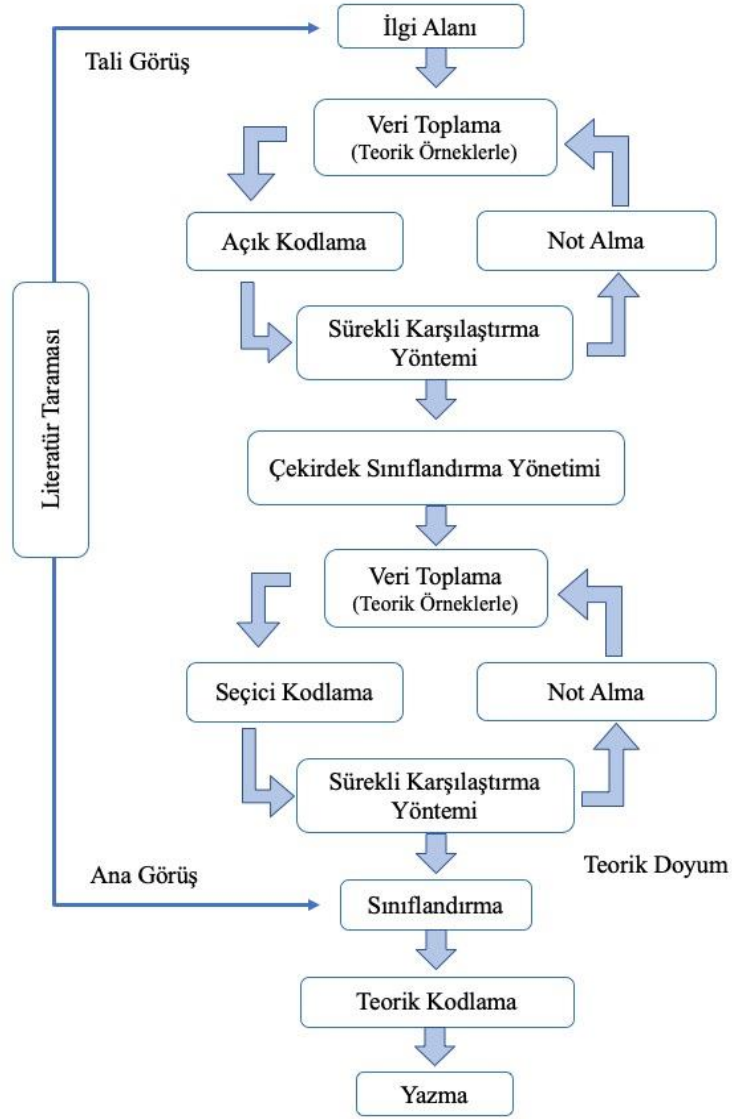 İlgi Alanı
Tali Görüş
Veri Toplama
(Teorik Örneklerle)
Açık Kodlama
Not Alma
Literatür Taraması
Sürekli Karşılaştırma
Yöntemi
Çekirdek Sınıflandırma Yönetimi
Veri Toplama
(Teorik Örneklerle)
Seçici Kodlama
Not Alma
Sürekli Karşılaştırma
Yöntemi
Teorik Doyum
Ana Görüş
Sınıflandırma
Teorik Kodlama
Yazma